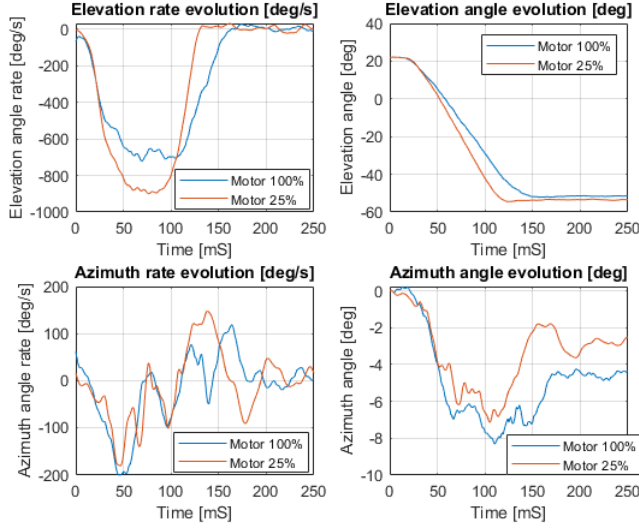 Elevation rate evolution [deg/s]
Elevation angle rate [deg/s]
0
-200
-400
-600
-800
-1000
Motor 100%
Motor 25%
0 50 100 150 200 250
Time [mS]
Elevation angle evolution [deg]
Elevation angle [deg]
40
20
0
-20
-40
-60
Motor 100%
Motor 25%
0 50 100 150 200 250
Time [mS]
Azimuth rate evolution [deg/s]
Azimuth angle rate [deg/s]
200
100
0
-100
-200
Motor 100%
Motor 25%
0 50 100 150 200 250
Time [mS]
Azimuth angle evolution [deg]
Azimuth angle [deg]
0
-2
-4
-6
-8
-10
Motor 100%
Motor 25%
0 50 100 150 200 250
Time [mS]